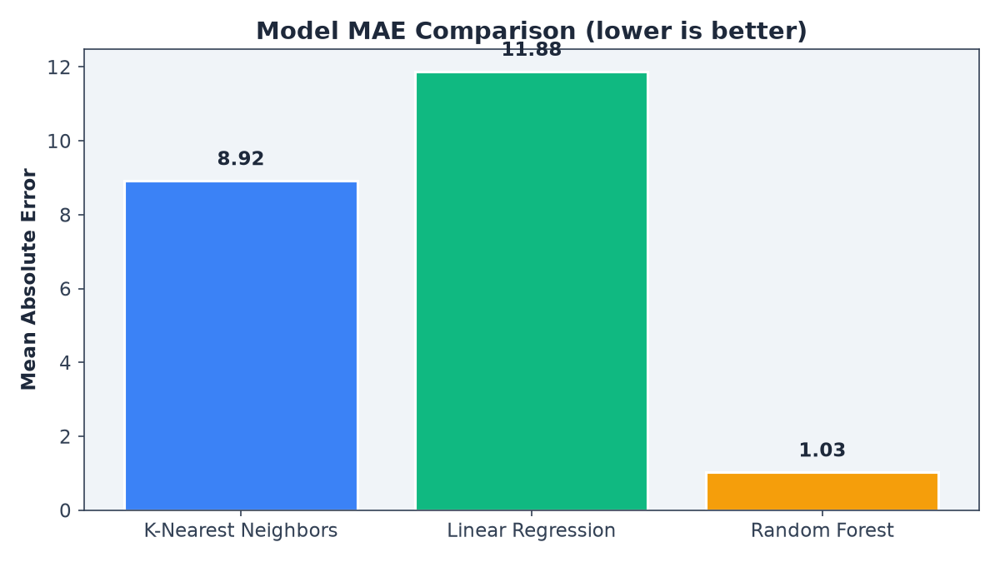 Model MAE Comparison (lower is better)
11.88
12
10
8.92
8
Mean Absolute Error
6
4
2
1.03
0
K-Nearest Neighbors
Linear Regression
Random Forest